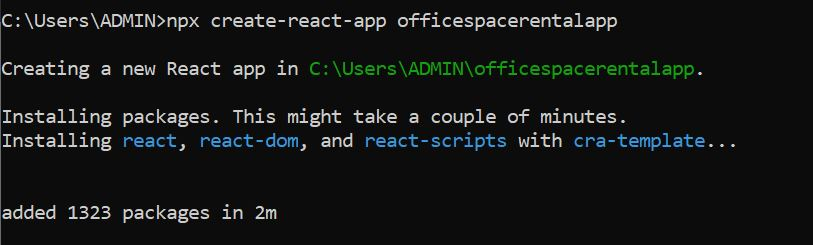 C:\Users\ADMIN>npx create-react-app officespacerentalapp
Creating a new React app in C:\Users\ADMIN\officespacerentalapp.
Installing packages. This might take a couple of minutes.
Installing react, react-dom, and react-scripts with cra-template...
added 1323 packages in 2m